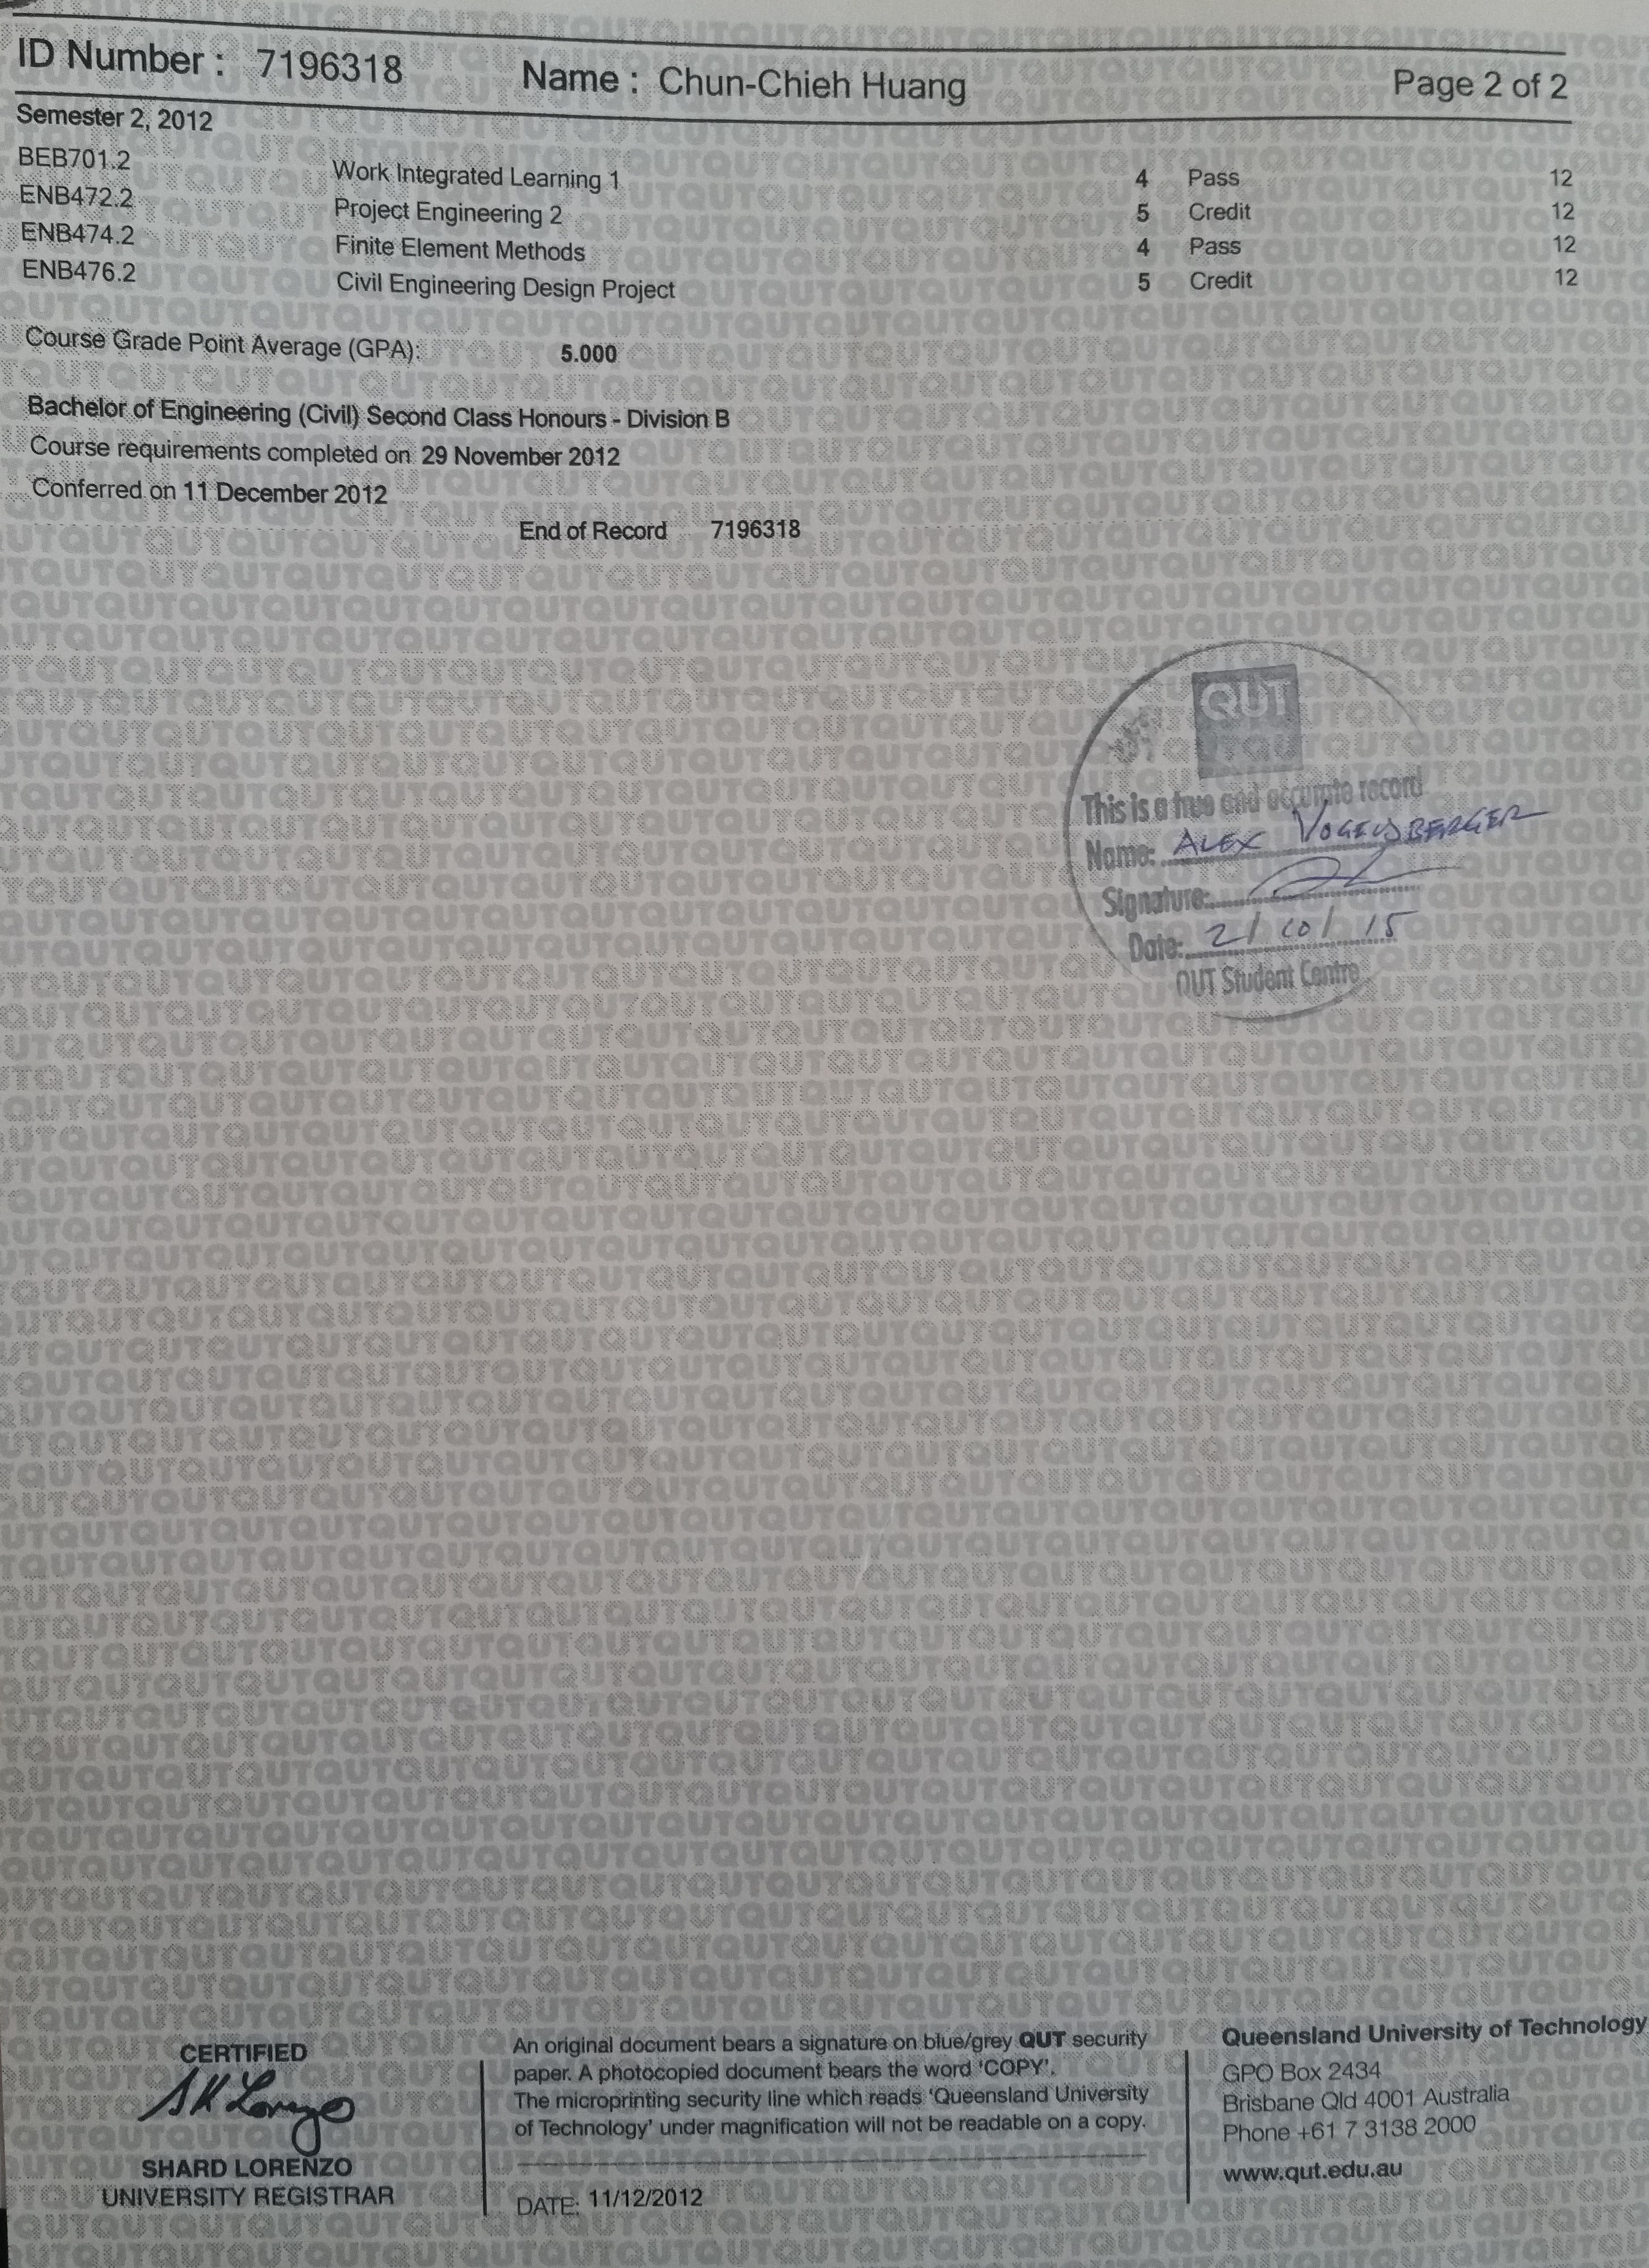 ID Number : 7196318 Name : Chun-Chieh Huang Page 2 of 2
Semester 2, 2012
BEB701.2 Work Integrated Learning 1 4 Pass 12
ENB472.2 Project Engineering 2 5 Credit 12
ENB474.2 Finite Element Methods 4 Pass 12
ENB476.2 Civil Engineering Design Project 5 Credit 12
Course Grade Point Average (GPA): 5.000
Bachelor of Engineering (Civil) Second Class Honours - Division B
Course requirements completed on 29 November 2012
Conferred on 11 December 2012
End of Record 7196318
QUT
This is a true and accurate record
Name: ALEX VOGELSBERGER
Signature:
Date: 21/10/15
QUT Student Centre
CERTIFIED
SHARD LORENZO
UNIVERSITY REGISTRAR
An original document bears a signature on blue/grey QUT security
paper. A photocopied document bears the word 'COPY'.
The microprinting security line which reads 'Queensland University
of Technology' under magnification will not be readable on a copy.
DATE: 11/12/2012
Queensland University of Technology
GPO Box 2434
Brisbane Qld 4001 Australia
Phone +61 7 3138 2000
www.qut.edu.au